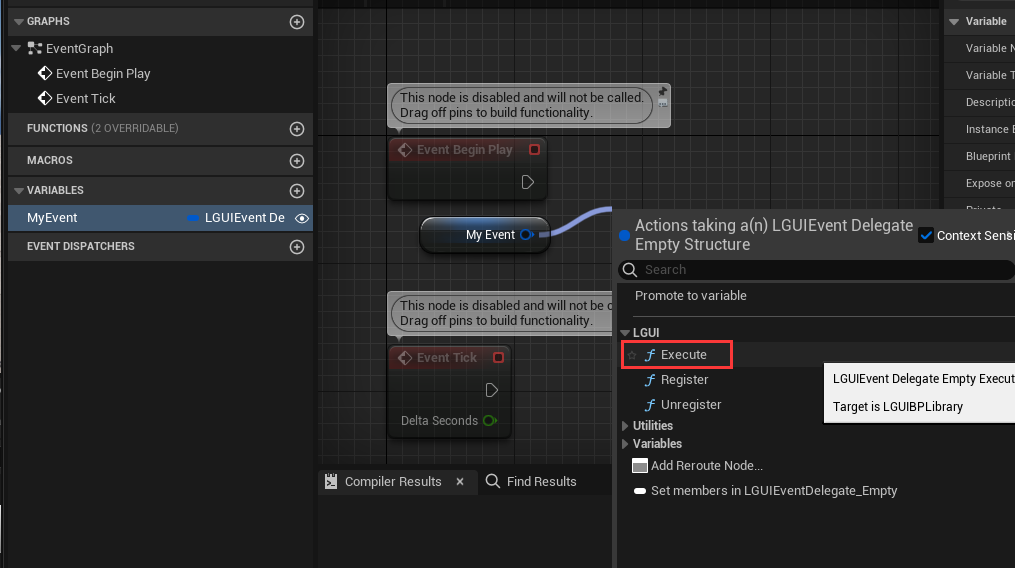 GRAPHS
EventGraph
Event Begin Play
Event Tick
FUNCTIONS (2 OVERRIDABLE)
MACROS
VARIABLES
MyEvent LGUIEvent De
EVENT DISPATCHERS
This node is disabled and will not be called.
Drag off pins to build functionality.
Event Begin Play
My Event
This node is disabled and will not be c
Drag off pins to build functionality.
Event Tick
Delta Seconds
Compiler Results
Find Results
Actions taking a(n) LGUIEvent Delegate
Empty Structure
Context Sensi
Search
Promote to variable
LGUI
Execute
Register
Unregister
Utilities
Variables
Add Reroute Node...
Set members in LGUIEventDelegate_Empty
LGUIEvent Delegate Empty Execut
Target is LGUIBPLibrary
Variable
Variable N
Variable T
Descriptio
Instance E
Blueprint
Expose on